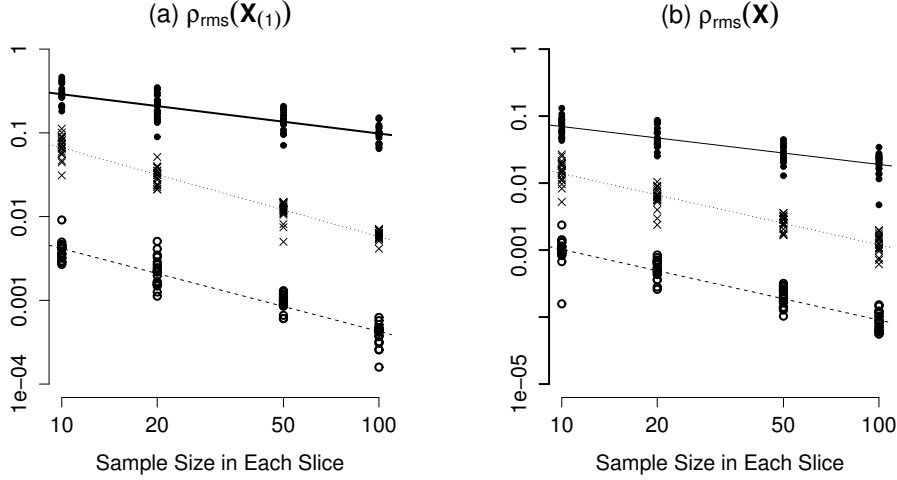 (a) ρrms(X(1))
1
0.1
0.01
0.001
1e−04
10 20 50 100
Sample Size in Each Slice
(b) ρrms(X)
1
0.1
0.01
0.001
1e−05
10 20 50 100
Sample Size in Each Slice